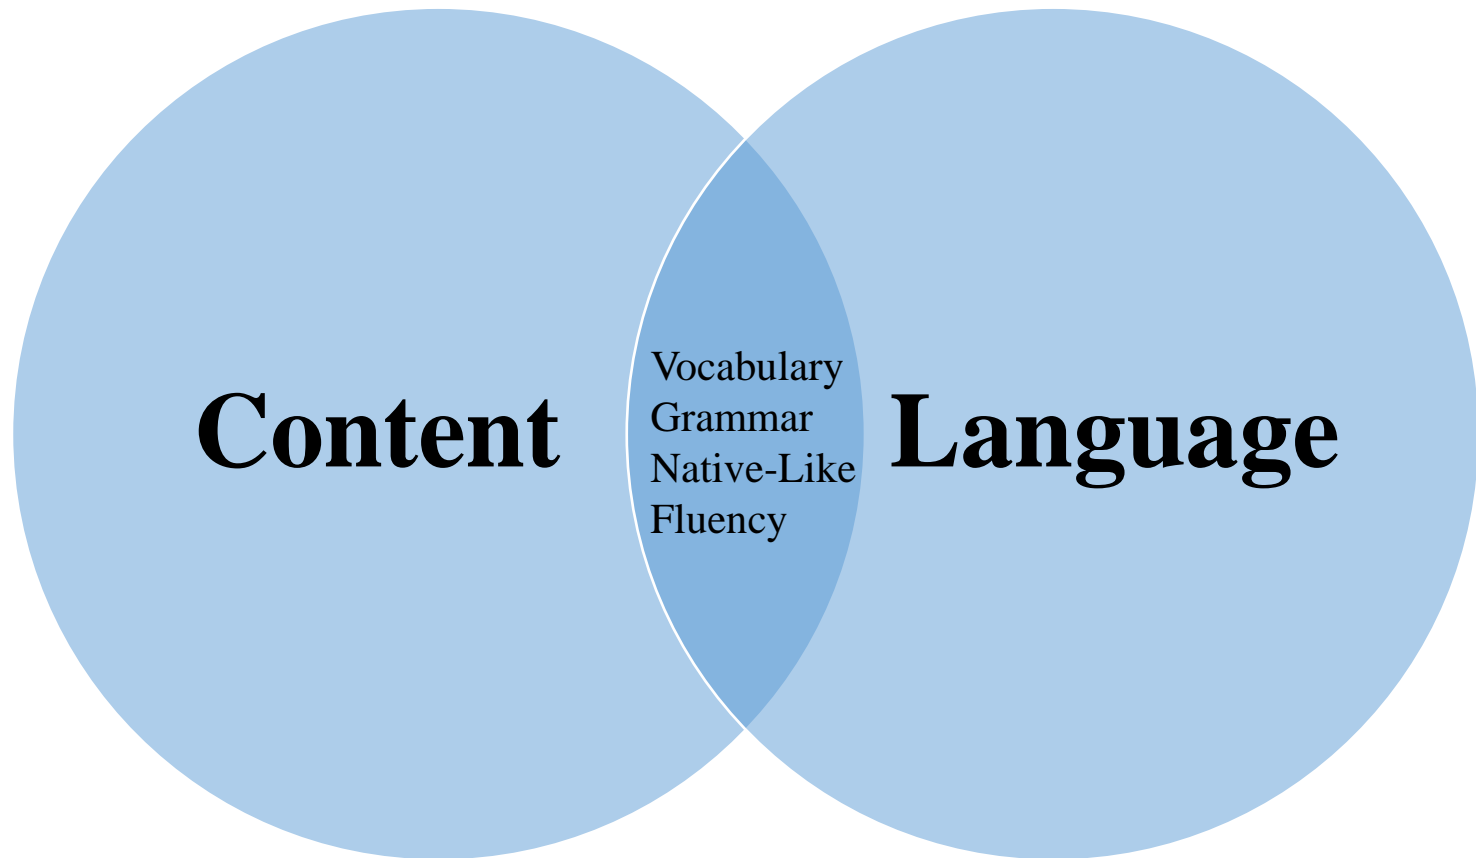 Content
Vocabulary
Grammar
Native-Like
Fluency
Language